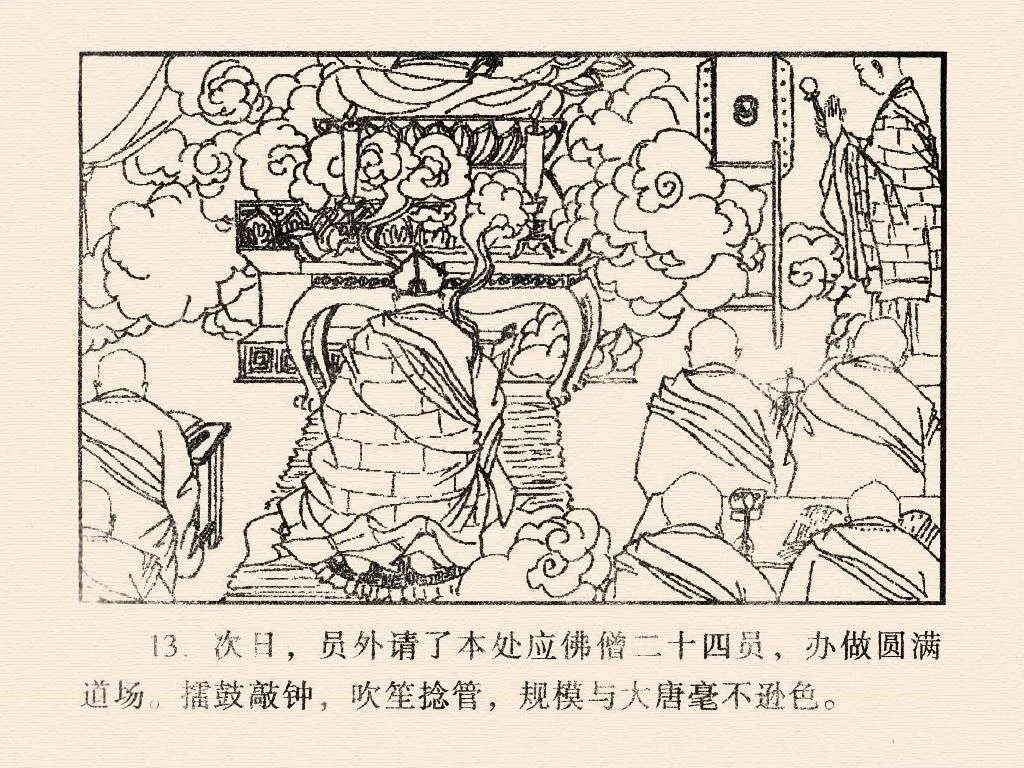 13. 次日，员外请了本处应佛僧二十四员，办做圆满
道场。擂鼓敲钟，吹笙捻管，规模与大唐毫不逊色。